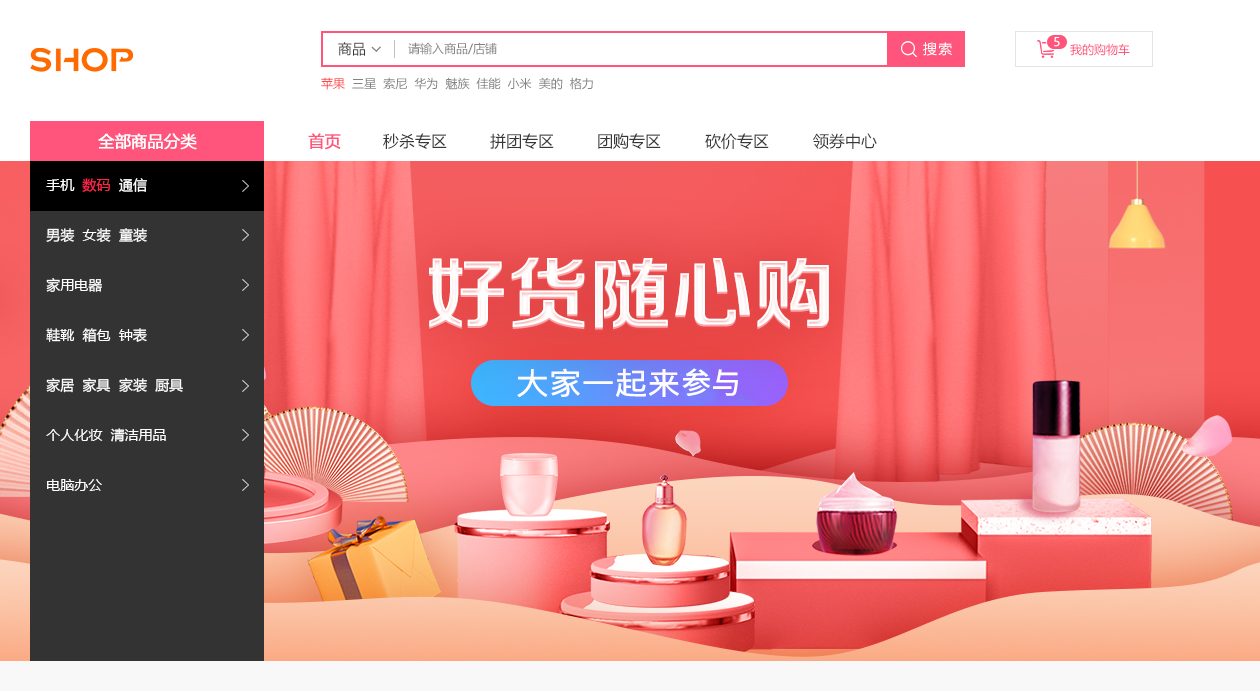 SHOP
商品 请输入商品/店铺 搜索
5 我的购物车
苹果 三星 索尼 华为 魅族 佳能 小米 美的 格力
全部商品分类 首页 秒杀专区 拼团专区 团购专区 砍价专区 领券中心
手机 数码 通信
男装 女装 童装
家用电器
鞋靴 箱包 钟表
家居 家具 家装 厨具
个人化妆 清洁用品
电脑办公
好货随心购
大家一起来参与